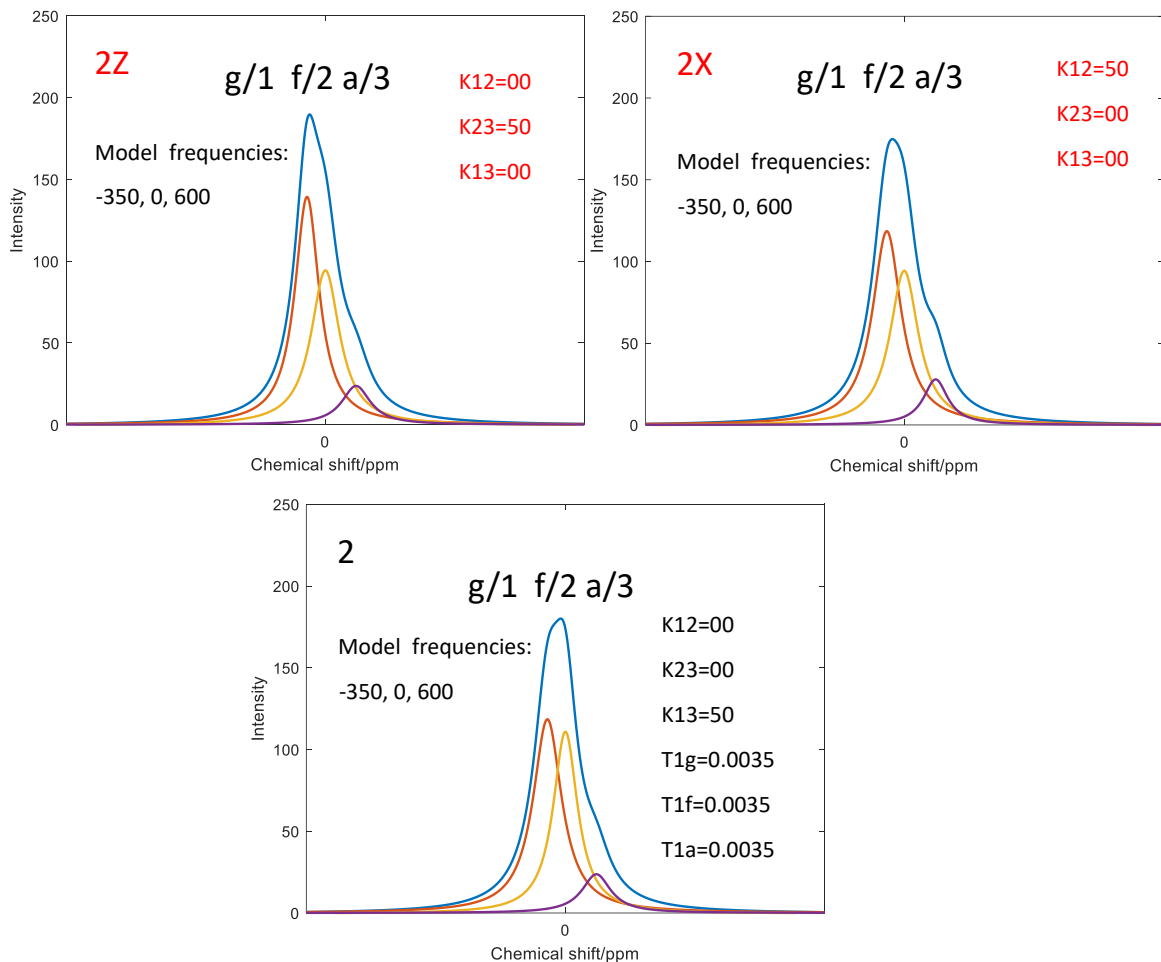 250
200
150
100
50
0
Intensity
2Z
g/1 f/2 a/3
K12=00
K23=50
K13=00
Model frequencies:
-350, 0, 600
0
Chemical shift/ppm
250
200
150
100
50
0
Intensity
2X
g/1 f/2 a/3
K12=50
K23=00
K13=00
Model frequencies:
-350, 0, 600
0
Chemical shift/ppm
250
200
150
100
50
0
Intensity
2
g/1 f/2 a/3
Model frequencies:
-350, 0, 600
K12=00
K23=00
K13=50
T1g=0.0035
T1f=0.0035
T1a=0.0035
0
Chemical shift/ppm